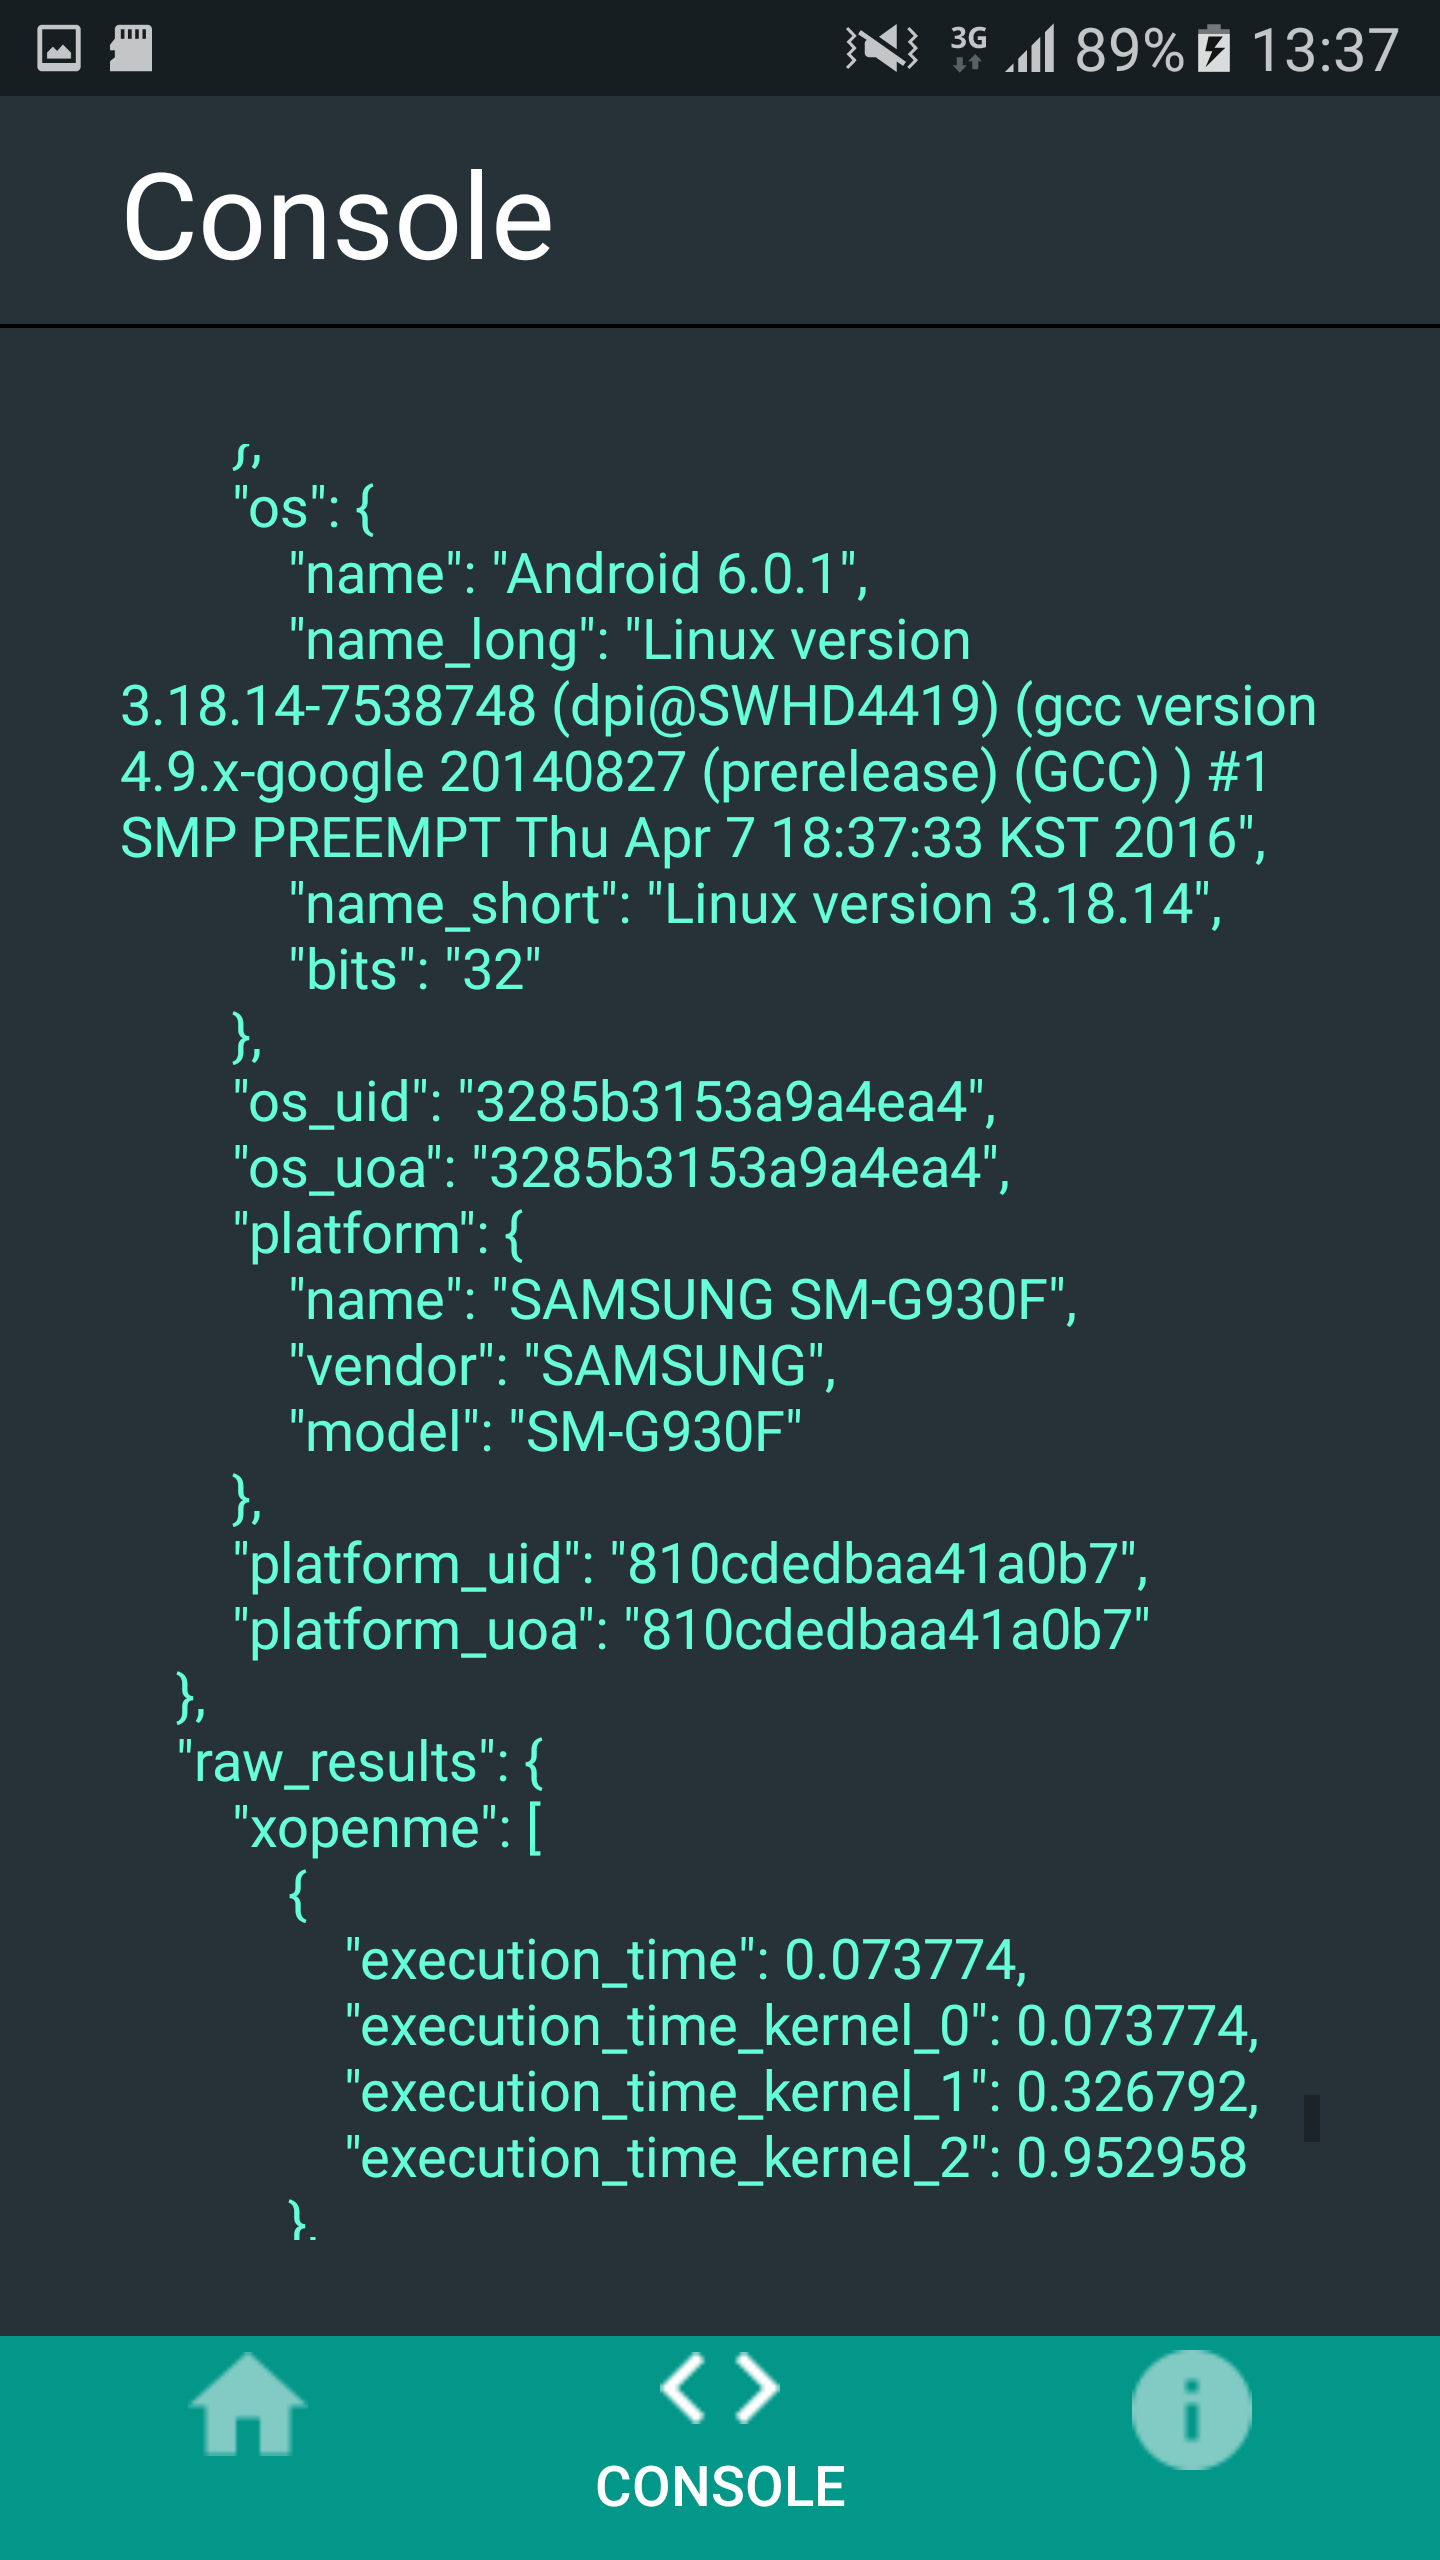 3G 89% 13:37
Console
},
"os": {
"name": "Android 6.0.1",
"name_long": "Linux version
3.18.14-7538748 (dpi@SWHD4419) (gcc version
4.9.x-google 20140827 (prerelease) (GCC) ) #1
SMP PREEMPT Thu Apr 7 18:37:33 KST 2016",
"name_short": "Linux version 3.18.14",
"bits": "32"
},
"os_uid": "3285b3153a9a4ea4",
"os_uoa": "3285b3153a9a4ea4",
"platform": {
"name": "SAMSUNG SM-G930F",
"vendor": "SAMSUNG",
"model": "SM-G930F"
},
"platform_uid": "810cdedbaa41a0b7",
"platform_uoa": "810cdedbaa41a0b7"
},
"raw_results": {
"xopenme": [
{
"execution_time": 0.073774,
"execution_time_kernel_0": 0.073774,
"execution_time_kernel_1": 0.326792,
"execution_time_kernel_2": 0.952958
},
CONSOLE